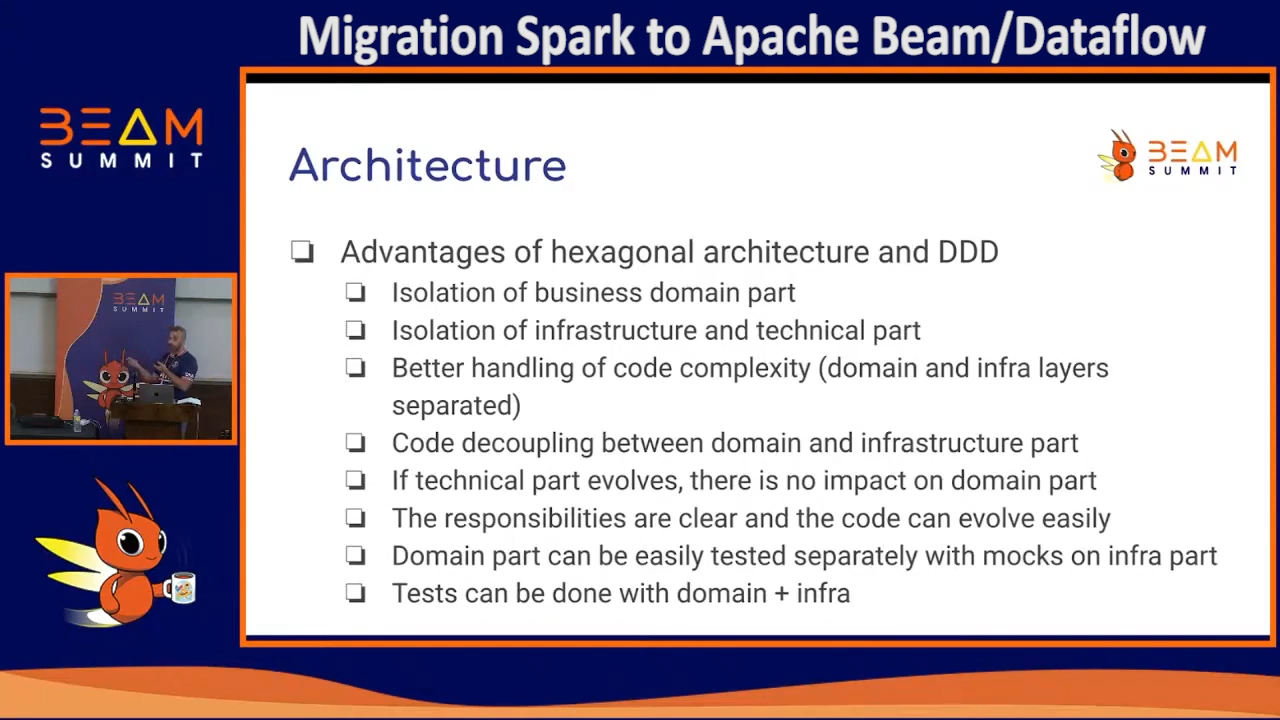 Migration Spark to Apache Beam/Dataflow
BEAM
SUMMIT
Architecture
BEAM
SUMMIT
❏ Advantages of hexagonal architecture and DDD
❏ Isolation of business domain part
❏ Isolation of infrastructure and technical part
❏ Better handling of code complexity (domain and infra layers
separated)
❏ Code decoupling between domain and infrastructure part
❏ If technical part evolves, there is no impact on domain part
❏ The responsibilities are clear and the code can evolve easily
❏ Domain part can be easily tested separately with mocks on infra part
❏ Tests can be done with domain + infra
BEAM
SUMMIT